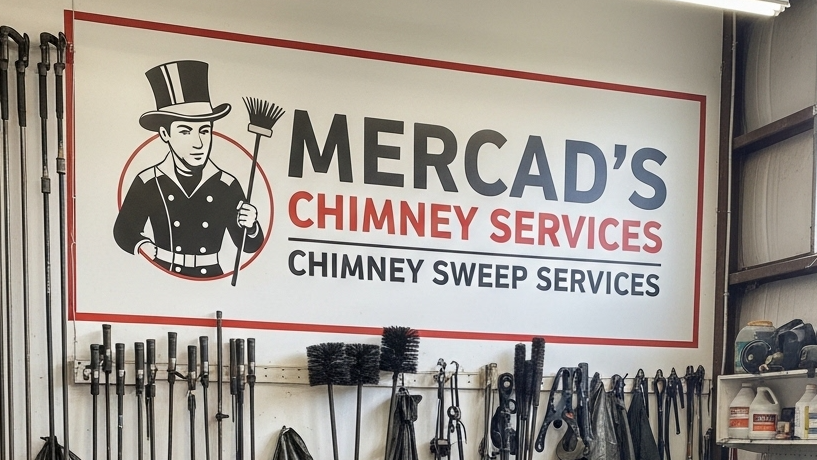 MERCAD'S
CHIMNEY SERVICES
CHIMNEY SWEEP SERVICES